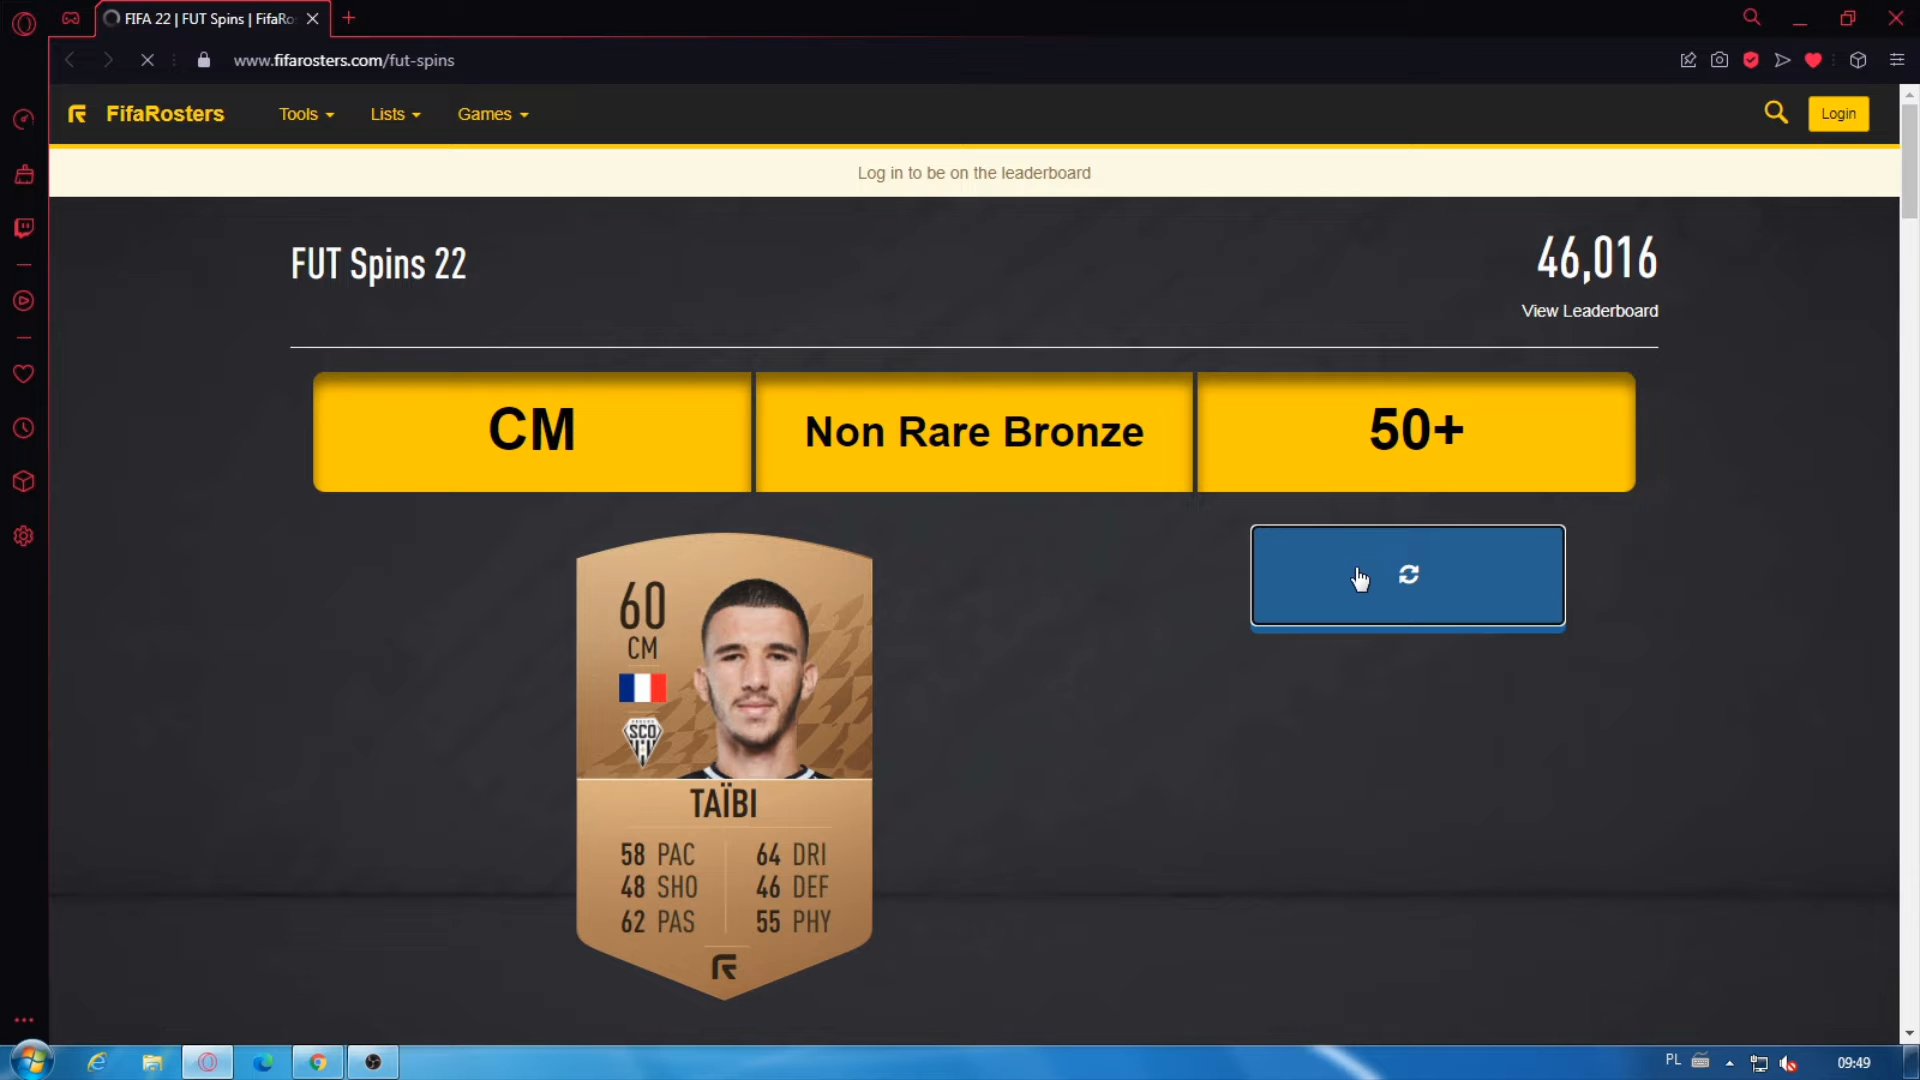 FIFA 22 | FUT Spins | FifaRo
www.fifarosters.com/fut-spins
FifaRosters
Tools
Lists
Games
Login
Log in to be on the leaderboard
FUT Spins 22
46,016
View Leaderboard
CM
Non Rare Bronze
50+
60
CM
SCO
TAÏBI
58 PAC
64 DRI
48 SHO
46 DEF
62 PAS
55 PHY
PL
09:49